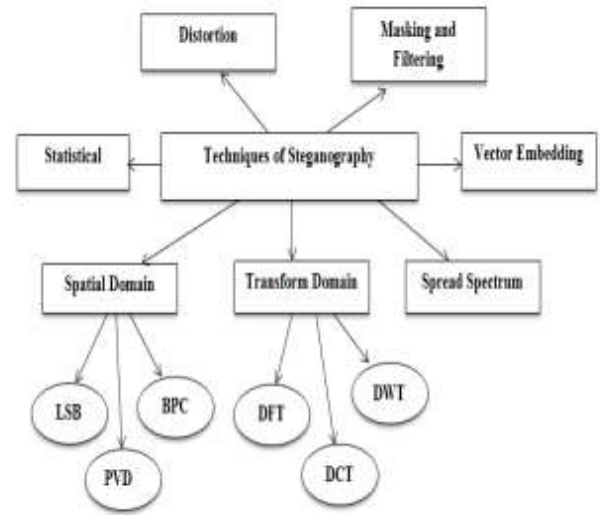 Distortion
Masking and
Filtering
Statistical
Techniques of Steganography
Vector Embedding
Spatial Domain
Transform Domain
Spread Spectrum
LSB
BPC
PVD
DFT
DWT
DCT